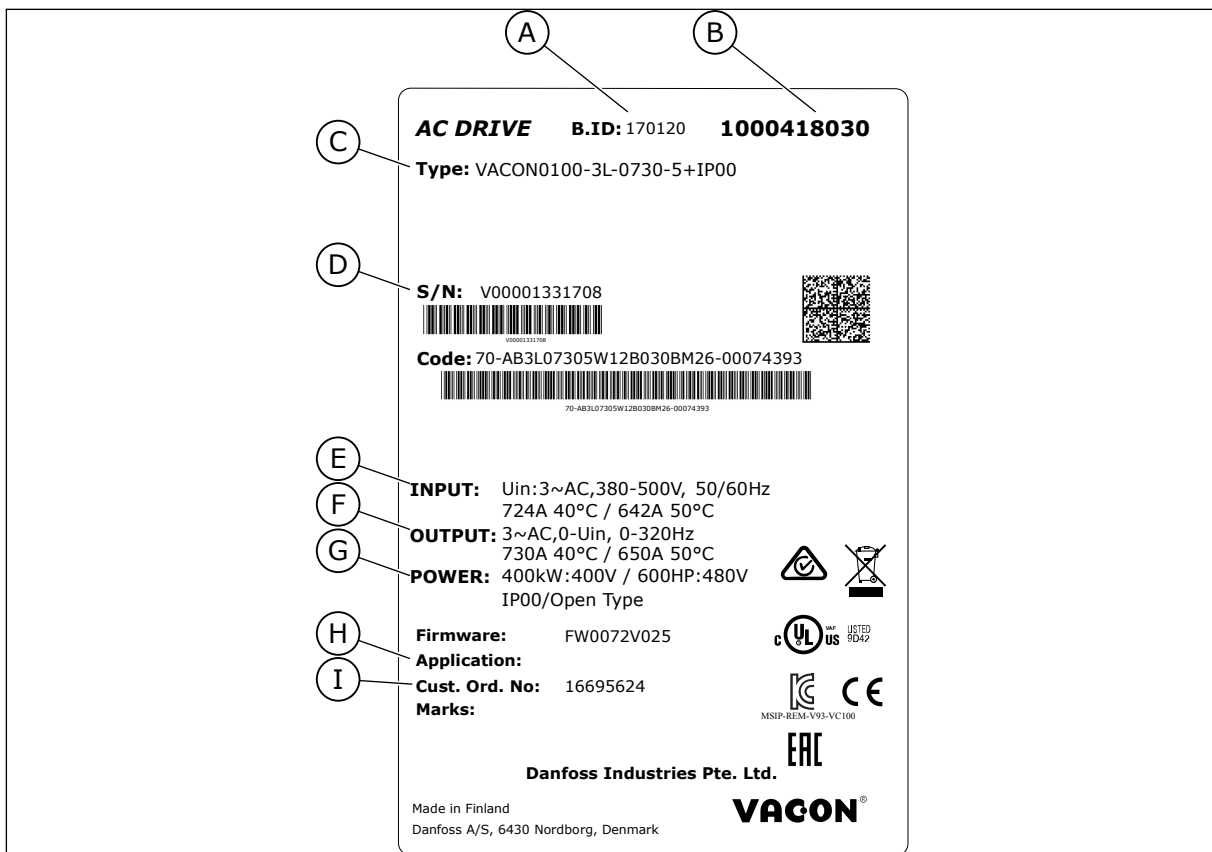 A
B
AC DRIVE B.ID: 170120 1000418030
C
Type: VACON0100-3L-0730-5+IP00
D
S/N: V00001331708
V00001331708
Code: 70-AB3L07305W12B030BM26-00074393
70-AB3L07305W12B030BM26-00074393
E
INPUT: Uin:3~AC,380-500V, 50/60Hz
724A 40°C / 642A 50°C
F
OUTPUT: 3~AC,0-Uin, 0-320Hz
730A 40°C / 650A 50°C
G
POWER: 400kW:400V / 600HP:480V
IP00/Open Type
Firmware: FW0072V025
H
Application:
C UL VAF US LISTED 9D42
I
Cust. Ord. No: 16695624
Marks:
KC CE
MSIP-REM-V93-VC100
EAC
Danfoss Industries Pte. Ltd.
Made in Finland
VACON®
Danfoss A/S, 6430 Nordborg, Denmark